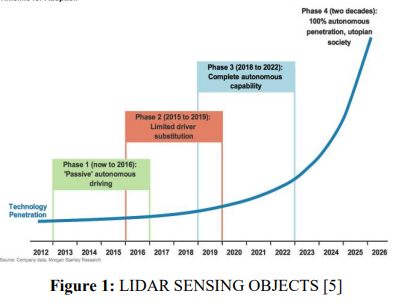 Timeline for Adoption
Phase 4 (two decades):
100% autonomous
penetration, utopian
society
Phase 3 (2018 to 2022):
Complete autonomous
capability
Phase 2 (2015 to 2019):
Limited driver
substitution
Phase 1 (now to 2016):
'Passive' autonomous
driving
Technology
Penetration
2012 2013 2014 2015 2016 2017 2018 2019 2020 2021 2022 2023 2024 2025 2026
Source: Company data, Morgan Stanley Research
Figure 1: LIDAR SENSING OBJECTS [5]